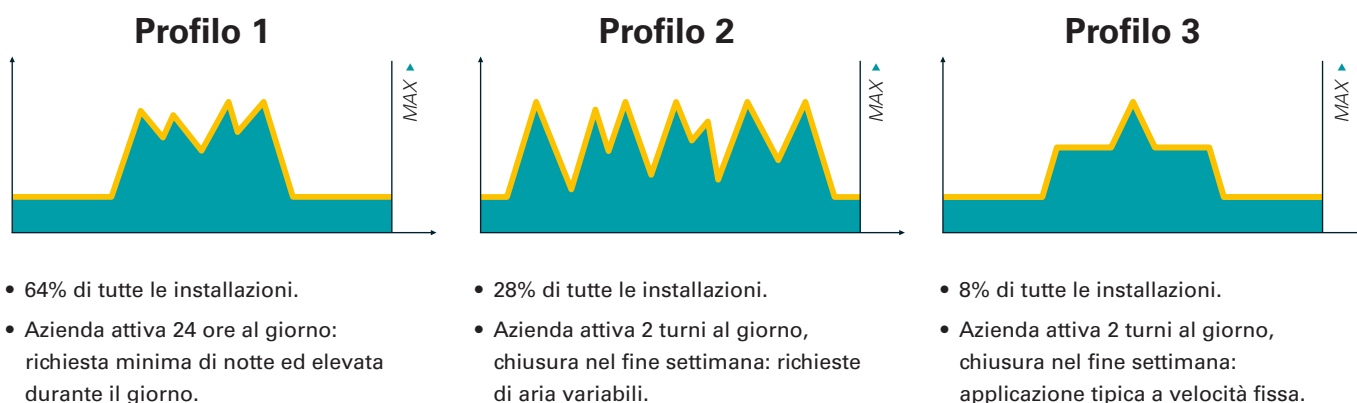 Profilo 1
MAX
• 64% di tutte le installazioni.
• Azienda attiva 24 ore al giorno:
richiesta minima di notte ed elevata
durante il giorno.
Profilo 2
MAX
• 28% di tutte le installazioni.
• Azienda attiva 2 turni al giorno,
chiusura nel fine settimana: richieste
di aria variabili.
Profilo 3
MAX
• 8% di tutte le installazioni.
• Azienda attiva 2 turni al giorno,
chiusura nel fine settimana:
applicazione tipica a velocità fissa.